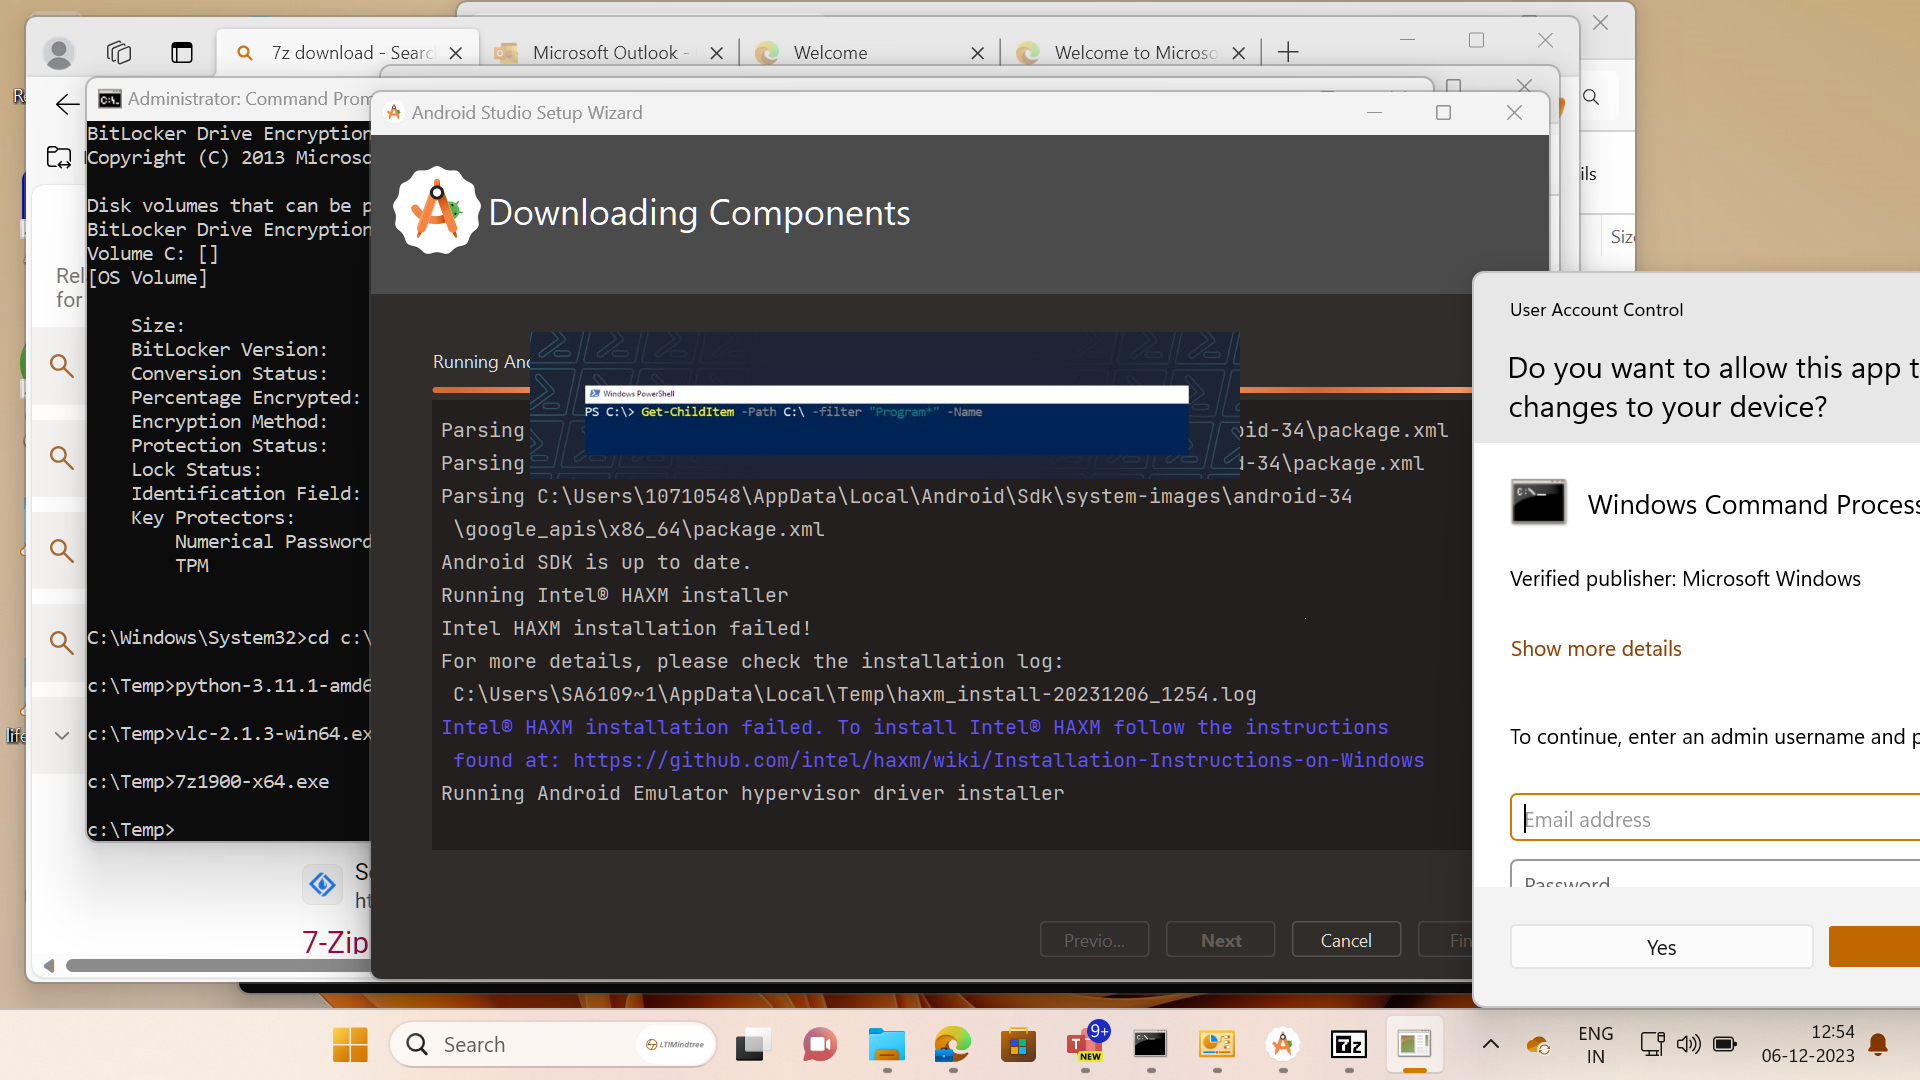 7z download - Searc
Microsoft Outlook -
Welcome
Welcome to Microso
Administrator: Command Prom
BitLocker Drive Encryption
Copyright (C) 2013 Microso
Disk volumes that can be p
BitLocker Drive Encryption
Volume C: []
[OS Volume]
Size:
BitLocker Version:
Conversion Status:
Percentage Encrypted:
Encryption Method:
Protection Status:
Lock Status:
Identification Field:
Key Protectors:
Numerical Password
TPM
C:\Windows\System32>cd c:\
c:\Temp>python-3.11.1-amd6
c:\Temp>vlc-2.1.3-win64.ex
c:\Temp>7z1900-x64.exe
c:\Temp>
Rel
for
life
7-Zip
Android Studio Setup Wizard
Downloading Components
Running And
Windows PowerShell
PS C:\> Get-ChildItem -Path C:\ -filter "Program*" -Name
Parsing oid-34\package.xml
Parsing d-34\package.xml
Parsing C:\Users\10710548\AppData\Local\Android\Sdk\system-images\android-34
\google_apis\x86_64\package.xml
Android SDK is up to date.
Running Intel® HAXM installer
Intel HAXM installation failed!
For more details, please check the installation log:
C:\Users\SA6109~1\AppData\Local\Temp\haxm_install-20231206_1254.log
Intel® HAXM installation failed. To install Intel® HAXM follow the instructions
found at: https://github.com/intel/haxm/wiki/Installation-Instructions-on-Windows
Running Android Emulator hypervisor driver installer
Previo...
Next
Cancel
Fin
ils
Size
User Account Control
Do you want to allow this app t
changes to your device?
Windows Command Process
Verified publisher: Microsoft Windows
Show more details
To continue, enter an admin username and p
Email address
Password
Yes
Search
LTIMindtree
9+
NEW
7z
ENG
IN
12:54
06-12-2023